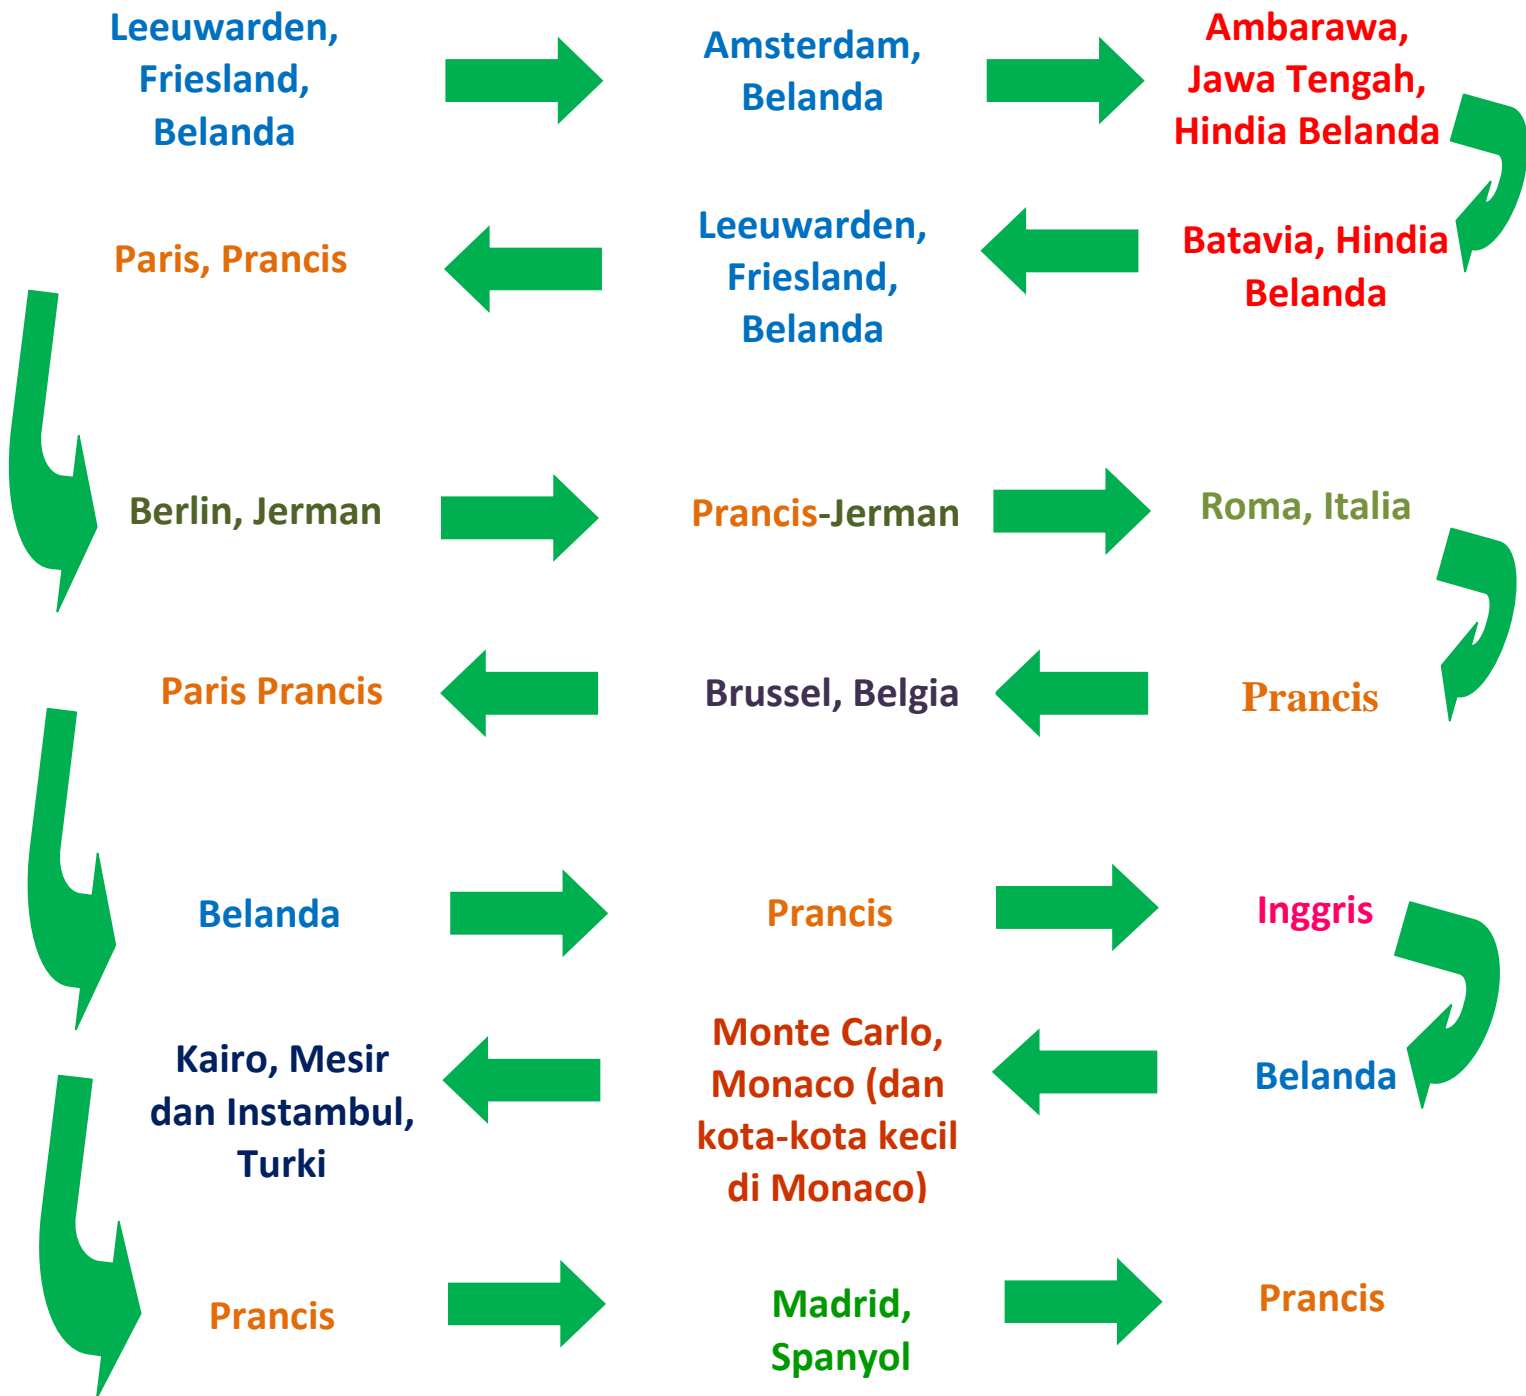 Leeuwarden,
Friesland,
Belanda
Amsterdam,
Belanda
Ambarawa,
Jawa Tengah,
Hindia Belanda
Batavia, Hindia
Belanda
Leeuwarden,
Friesland,
Belanda
Paris, Prancis
Berlin, Jerman
Prancis-Jerman
Roma, Italia
Prancis
Brussel, Belgia
Paris Prancis
Belanda
Prancis
Inggris
Belanda
Monte Carlo,
Monaco (dan
kota-kota kecil
di Monaco)
Kairo, Mesir
dan Instambul,
Turki
Prancis
Madrid,
Spanyol
Prancis